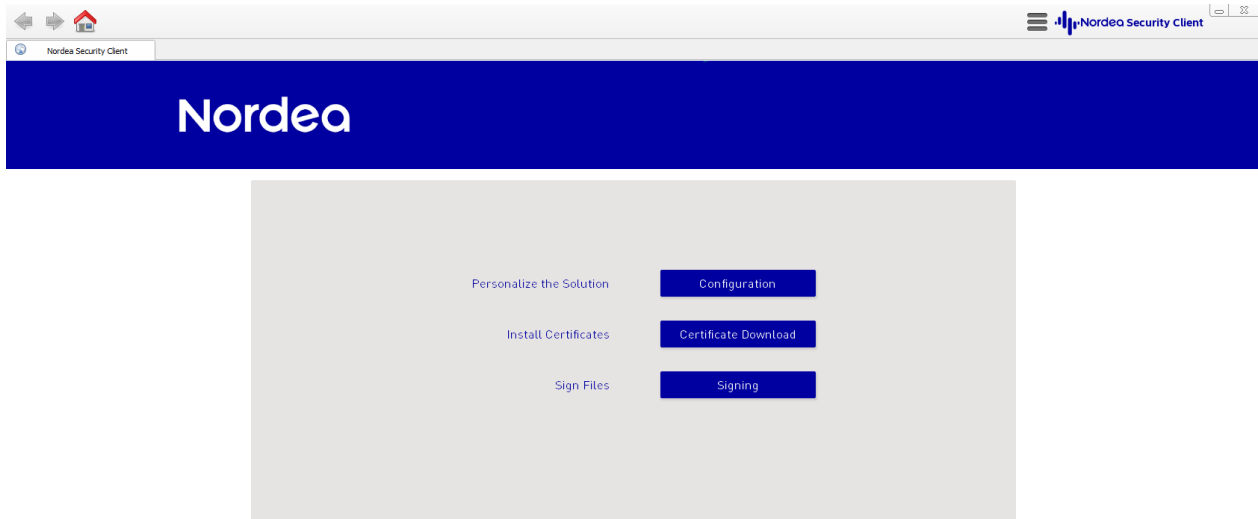 Nordea Security Client
Nordea Security Client
Nordea
Personalize the Solution Configuration
Install Certificates Certificate Download
Sign Files Signing